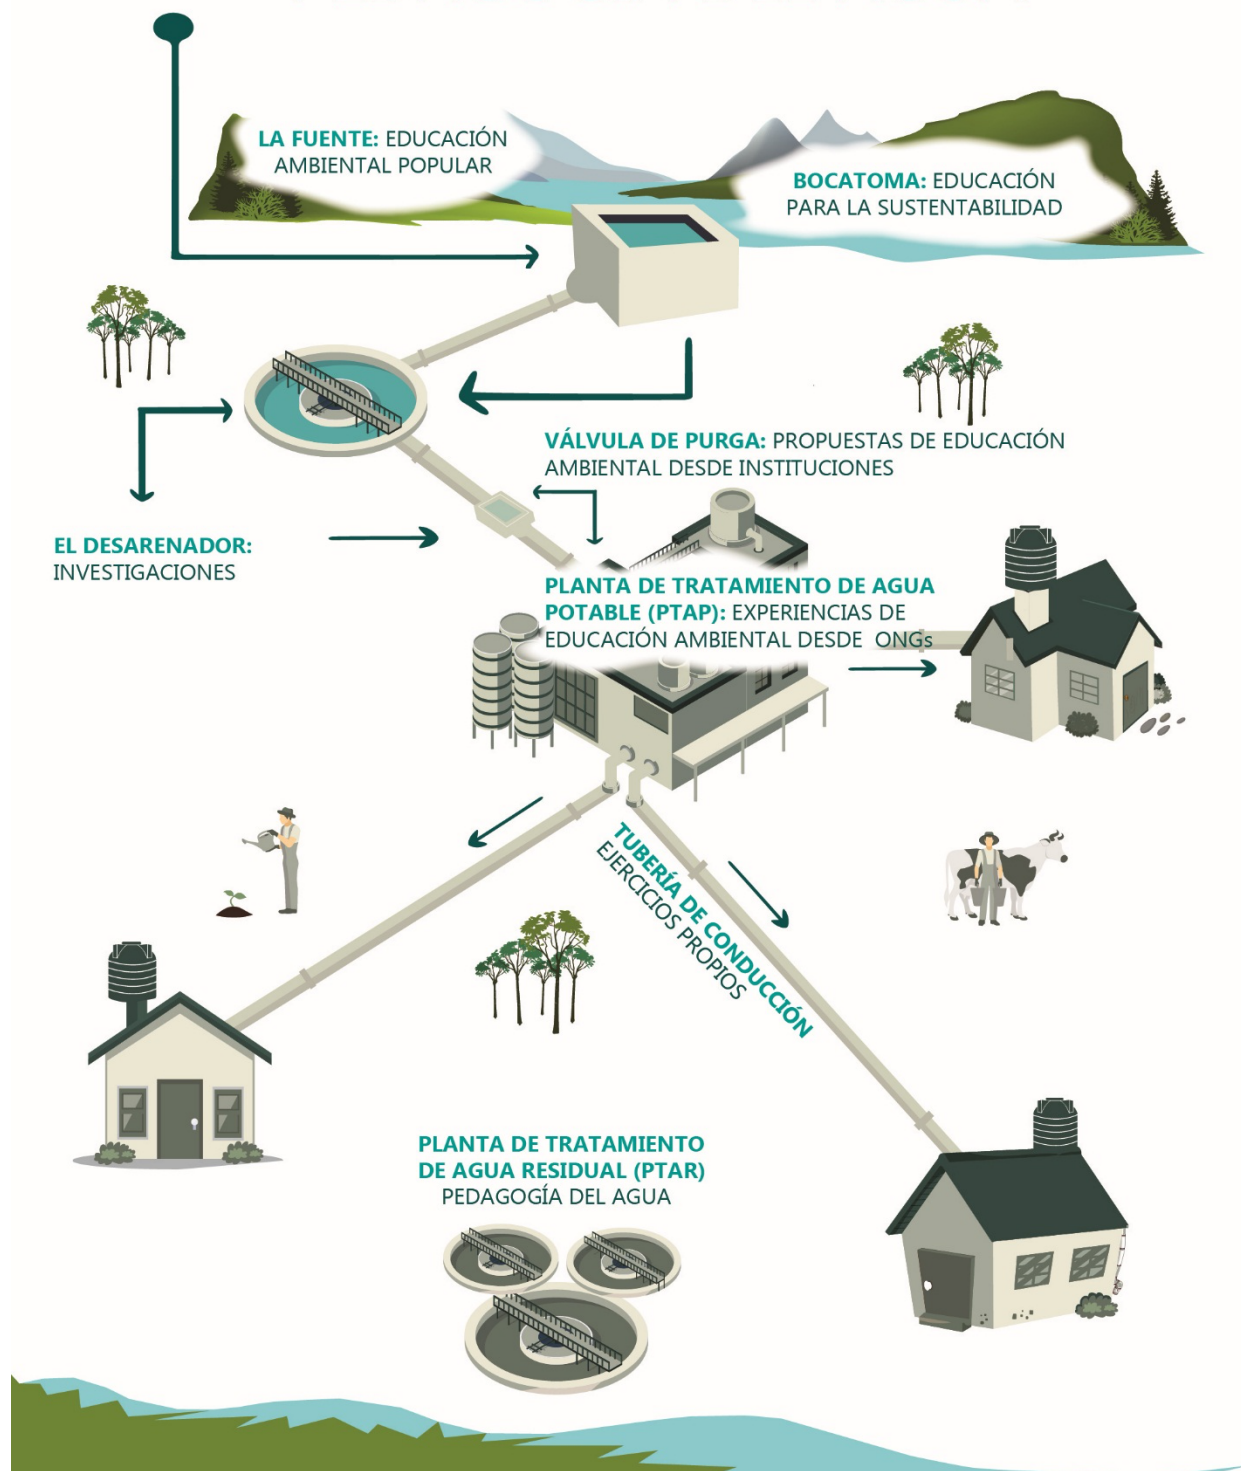 LA FUENTE: EDUCACIÓN
AMBIENTAL POPULAR
BOCATOMA: EDUCACIÓN
PARA LA SUSTENTABILIDAD
VÁLVULA DE PURGA: PROPUESTAS DE EDUCACIÓN
AMBIENTAL DESDE INSTITUCIONES
EL DESARENADOR:
INVESTIGACIONES
PLANTA DE TRATAMIENTO DE AGUA
POTABLE (PTAP): EXPERIENCIAS DE
EDUCACIÓN AMBIENTAL DESDE ONGs
TUBERÍA DE CONDUCCIÓN
EJERCICIOS PROPIOS
PLANTA DE TRATAMIENTO
DE AGUA RESIDUAL (PTAR)
PEDAGOGÍA DEL AGUA